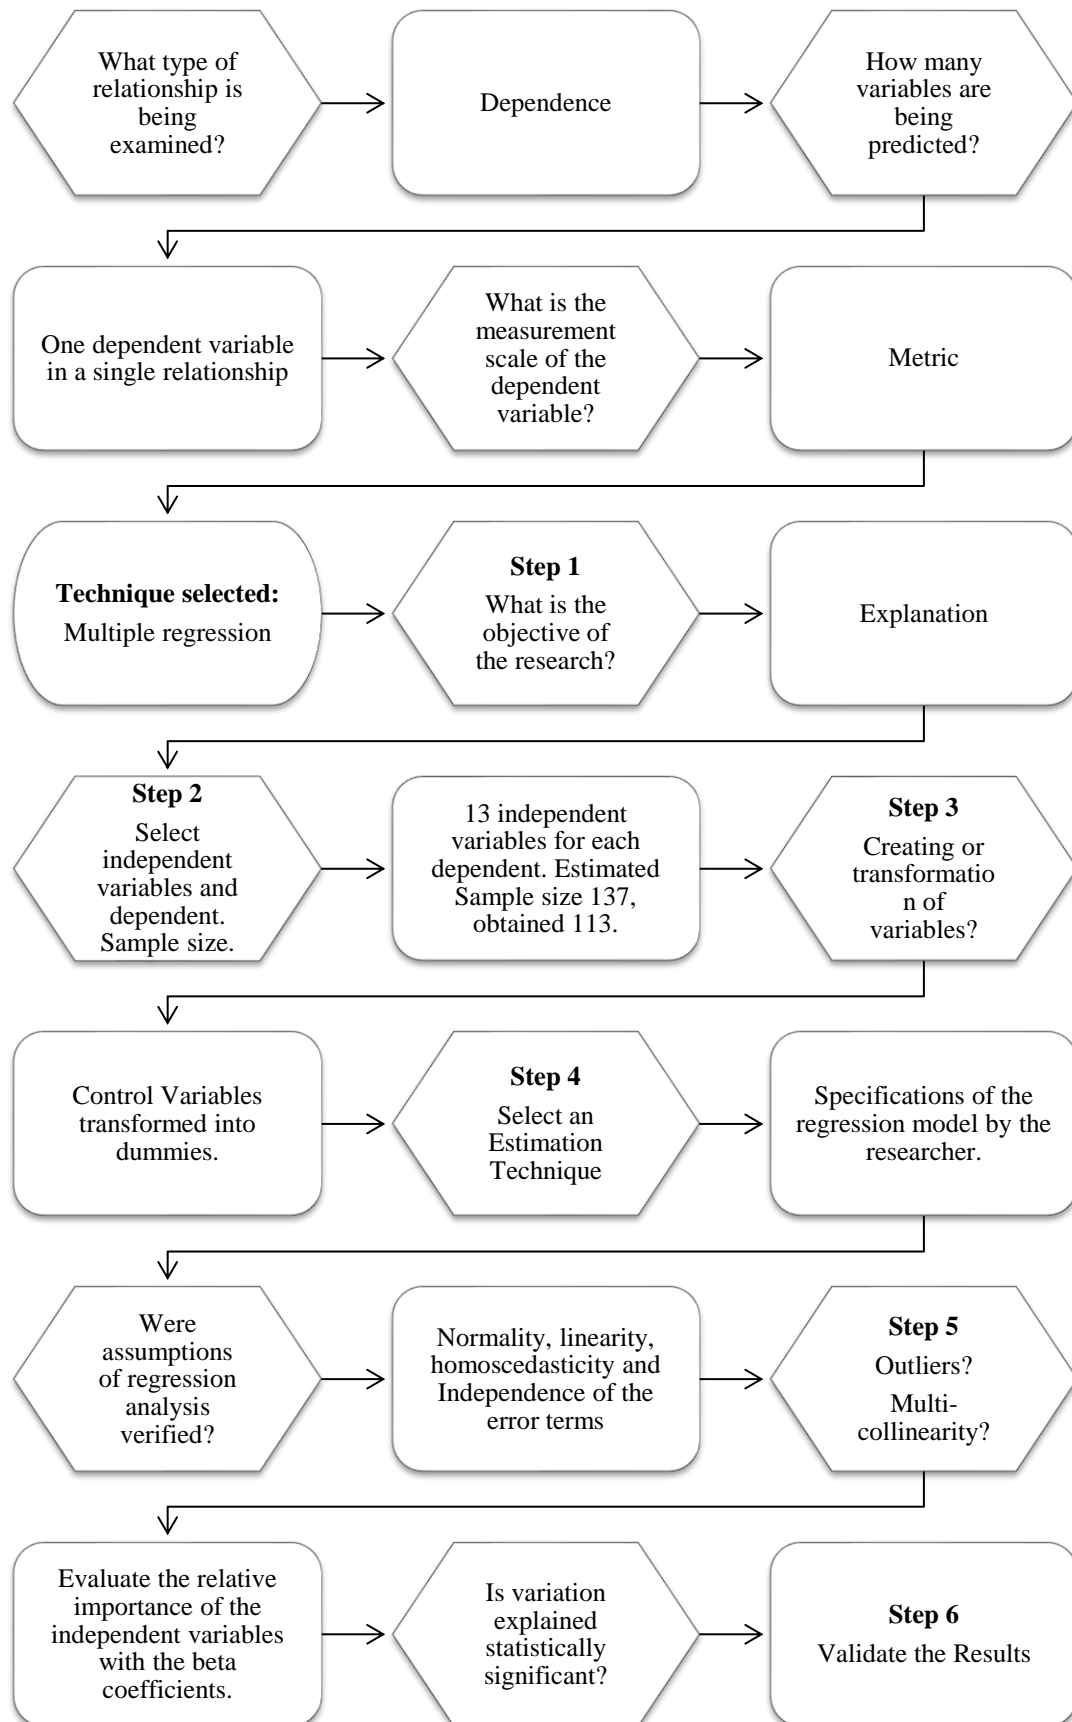 What type of
relationship is
being
examined?
Dependence
How many
variables are
being
predicted?
One dependent variable
in a single relationship
What is the
measurement
scale of the
dependent
variable?
Metric
Technique selected:
Multiple regression
Step 1
What is the
objective of
the research?
Explanation
Step 2
Select
independent
variables and
dependent.
Sample size.
13 independent
variables for each
dependent. Estimated
Sample size 137,
obtained 113.
Step 3
Creating or
transformatio
n of
variables?
Control Variables
transformed into
dummies.
Step 4
Select an
Estimation
Technique
Specifications of the
regression model by the
researcher.
Were
assumptions
of regression
analysis
verified?
Normality, linearity,
homoscedasticity and
Independence of the
error terms
Step 5
Outliers?
Multi-
collinearity?
Evaluate the relative
importance of the
independent variables
with the beta
coefficients.
Is variation
explained
statistically
significant?
Step 6
Validate the Results